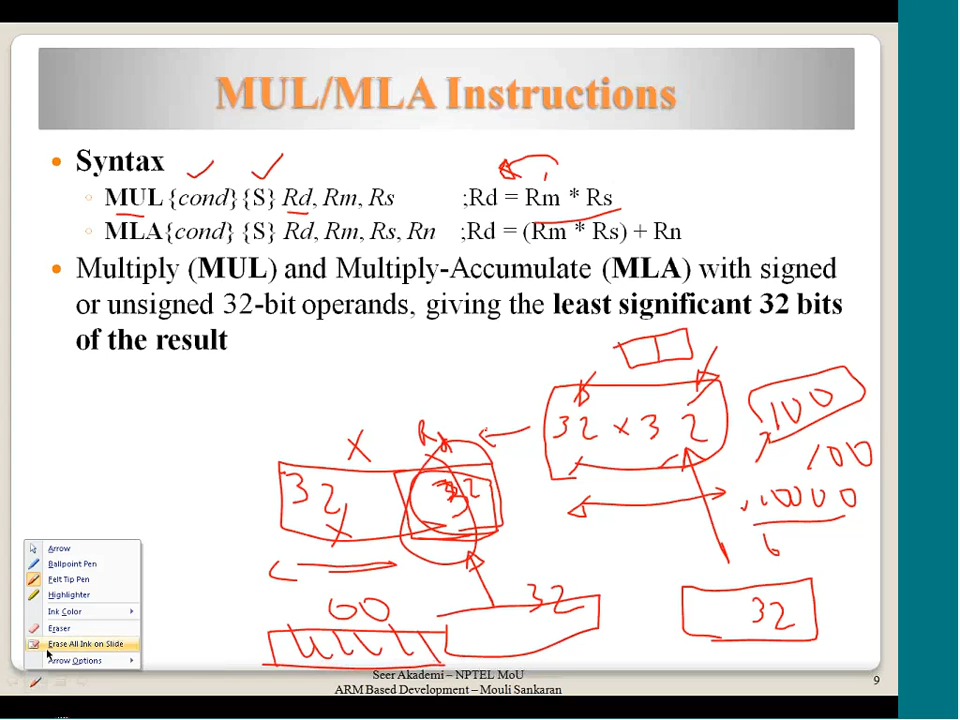 MUL/MLA Instructions
• Syntax
◦ MUL{cond}{S} Rd, Rm, Rs ;Rd = Rm * Rs
◦ MLA{cond} {S} Rd, Rm, Rs, Rn ;Rd = (Rm * Rs) + Rn
• Multiply (MUL) and Multiply-Accumulate (MLA) with signed
or unsigned 32-bit operands, giving the least significant 32 bits
of the result
32 x 32
100
100
10000
6
X
32
X
32
32
32
00
Arrow
Ballpoint Pen
Felt Tip Pen
Highlighter
Ink Color
Eraser
Erase All Ink on Slide
Arrow Options
Seer Akademi – NPTEL MoU
ARM Based Development – Mouli Sankaran
9